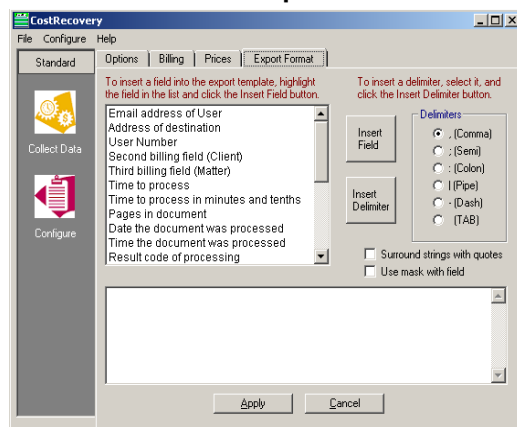 CostRecovery
File Configure Help
Standard
Options Billing Prices Export Format
To insert a field into the export template, highlight
the field in the list and click the Insert Field button.
To insert a delimiter, select it, and
click the Insert Delimiter button.
Email address of User
Address of destination
User Number
Second billing field (Client)
Third billing field (Matter)
Time to process
Time to process in minutes and tenths
Pages in document
Date the document was processed
Time the document was processed
Result code of processing
Insert
Field
Insert
Delimiter
Delimiters
, (Comma)
; (Semi)
: (Colon)
| (Pipe)
- (Dash)
(TAB)
Surround strings with quotes
Use mask with field
Collect Data
Configure
Apply Cancel